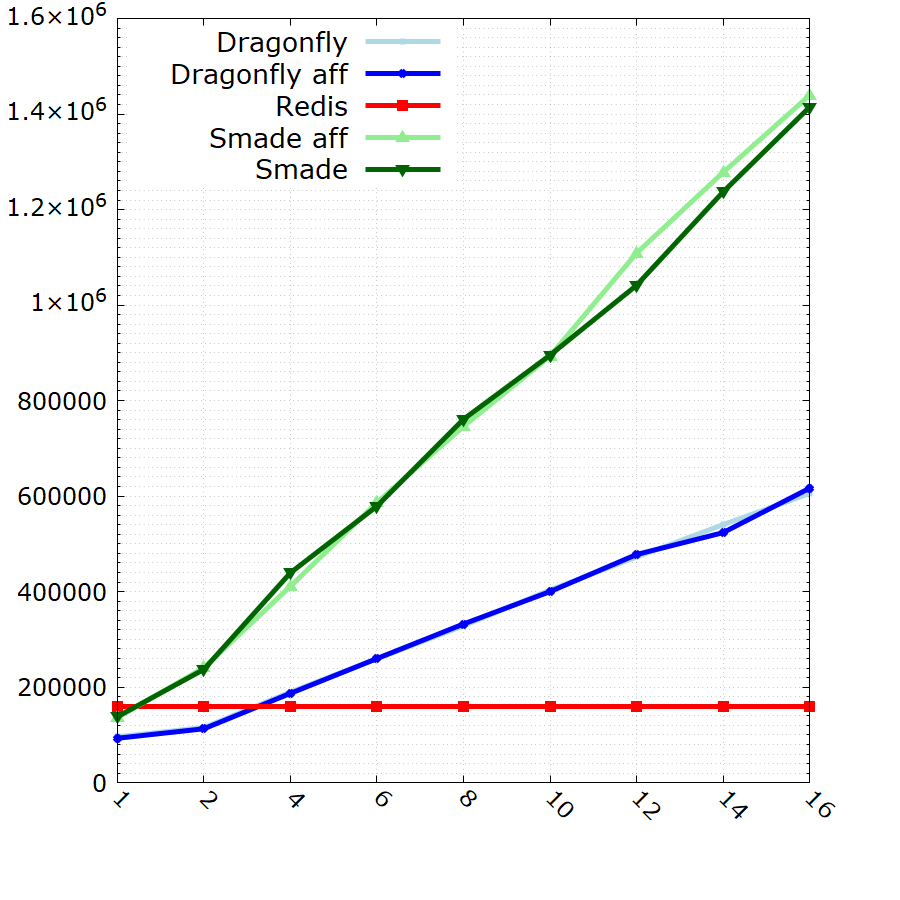 1.6×10⁶
1.4×10⁶
1.2×10⁶
1×10⁶
800000
600000
400000
200000
0
Dragonfly
Dragonfly aff
Redis
Smade aff
Smade
1 2 4 6 8 10 12 14 16